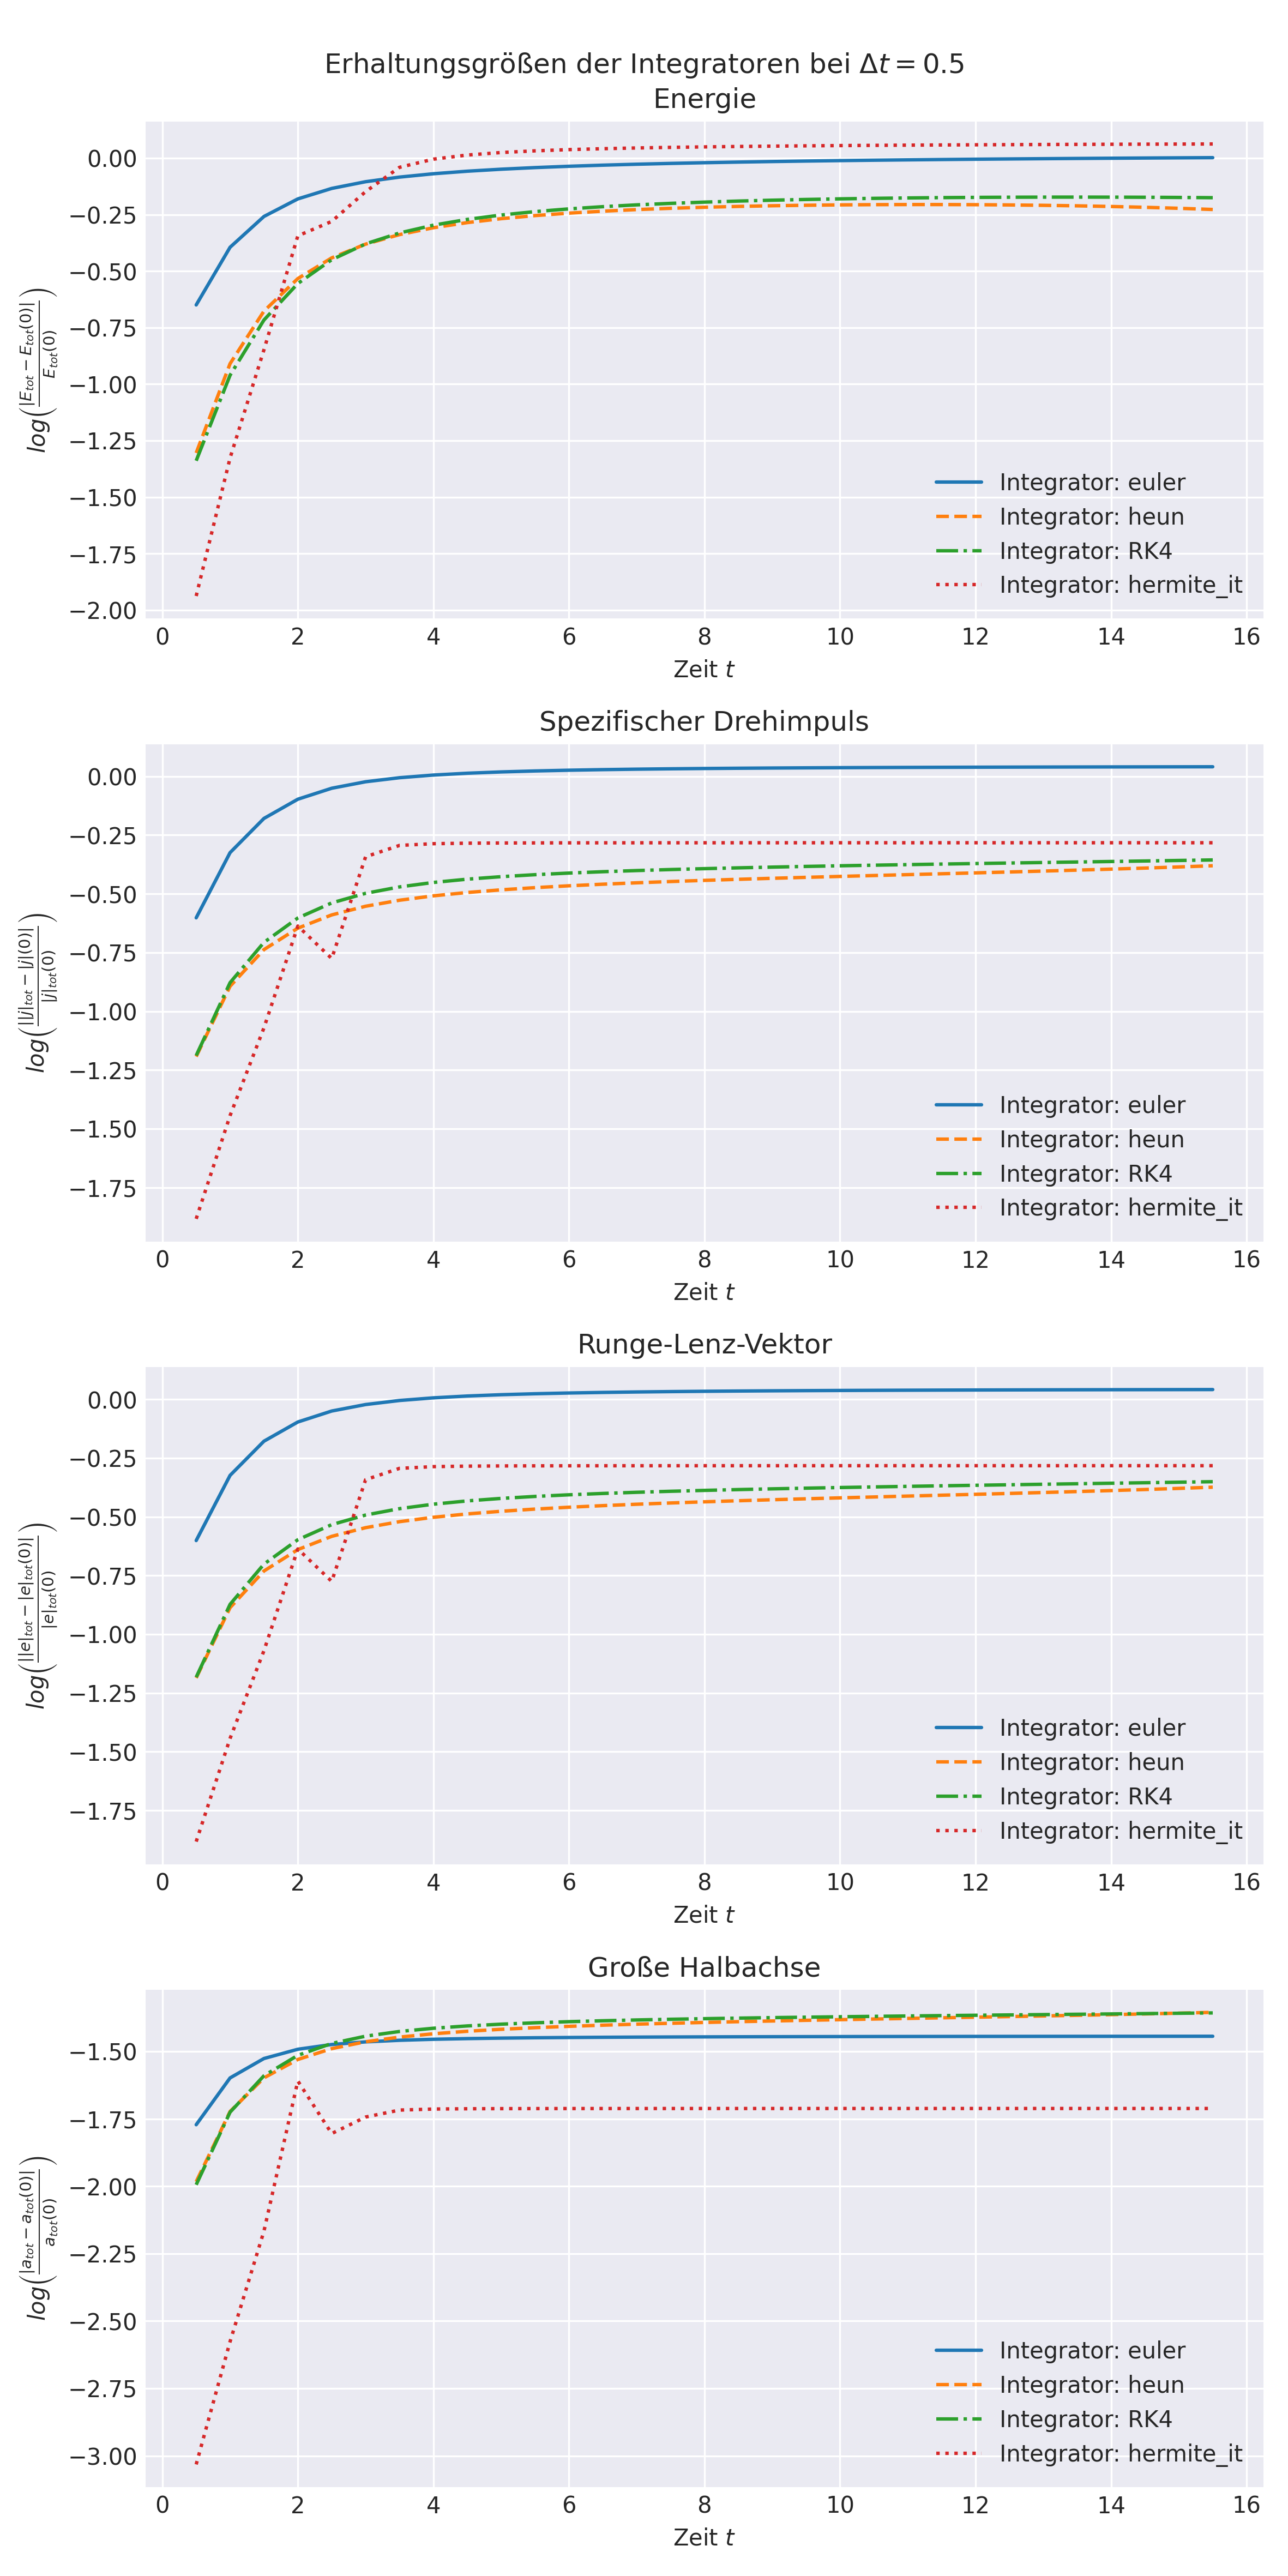 Erhaltungsgrößen der Integratoren bei Δt = 0.5
Energie
log(|E_tot − E_tot(0)| / E_tot(0))
0.00
−0.25
−0.50
−0.75
−1.00
−1.25
−1.50
−1.75
−2.00
Integrator: euler
Integrator: heun
Integrator: RK4
Integrator: hermite_it
0 2 4 6 8 10 12 14 16
Zeit t
Spezifischer Drehimpuls
log(||j|_tot − |j|(0)| / |j|_tot(0))
0.00
−0.25
−0.50
−0.75
−1.00
−1.25
−1.50
−1.75
Integrator: euler
Integrator: heun
Integrator: RK4
Integrator: hermite_it
0 2 4 6 8 10 12 14 16
Zeit t
Runge-Lenz-Vektor
log(||e|_tot − |e|_tot(0)| / |e|_tot(0))
0.00
−0.25
−0.50
−0.75
−1.00
−1.25
−1.50
−1.75
Integrator: euler
Integrator: heun
Integrator: RK4
Integrator: hermite_it
0 2 4 6 8 10 12 14 16
Zeit t
Große Halbachse
log(|a_tot − a_tot(0)| / a_tot(0))
−1.50
−1.75
−2.00
−2.25
−2.50
−2.75
−3.00
Integrator: euler
Integrator: heun
Integrator: RK4
Integrator: hermite_it
0 2 4 6 8 10 12 14 16
Zeit t